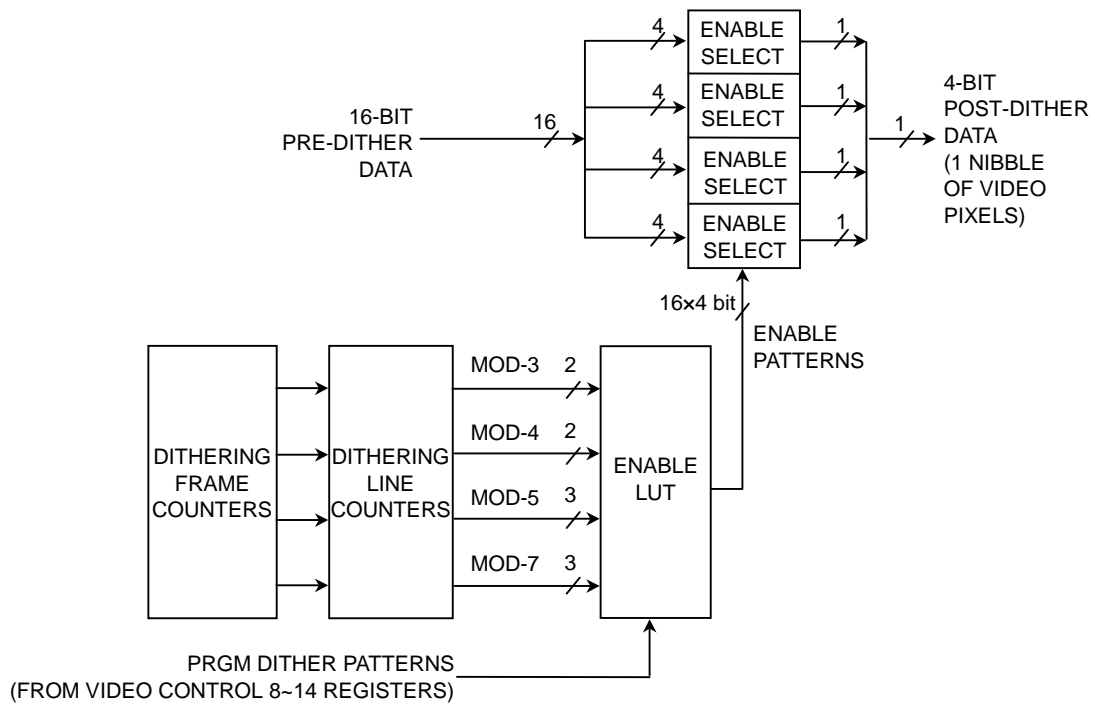 16-BIT
PRE-DITHER
DATA
16
4
ENABLE
SELECT
1
4
ENABLE
SELECT
1
4
ENABLE
SELECT
1
4
ENABLE
SELECT
1
1
4-BIT
POST-DITHER
DATA
(1 NIBBLE
OF VIDEO
PIXELS)
16×4 bit
ENABLE
PATTERNS
DITHERING
FRAME
COUNTERS
DITHERING
LINE
COUNTERS
MOD-3 2
MOD-4 2
MOD-5 3
MOD-7 3
ENABLE
LUT
PRGM DITHER PATTERNS
(FROM VIDEO CONTROL 8~14 REGISTERS)